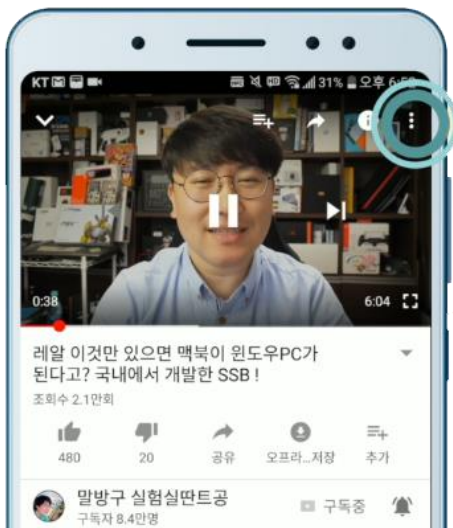 KT HD 31% 오후 6:53
0:38
6:04
레알 이것만 있으면 맥북이 윈도우PC가
된다고? 국내에서 개발한 SSB !
조회수 2.1만회
480 20 공유 오프라...저장 추가
말방구 실험실딴트공
구독자 8.4만명
구독중